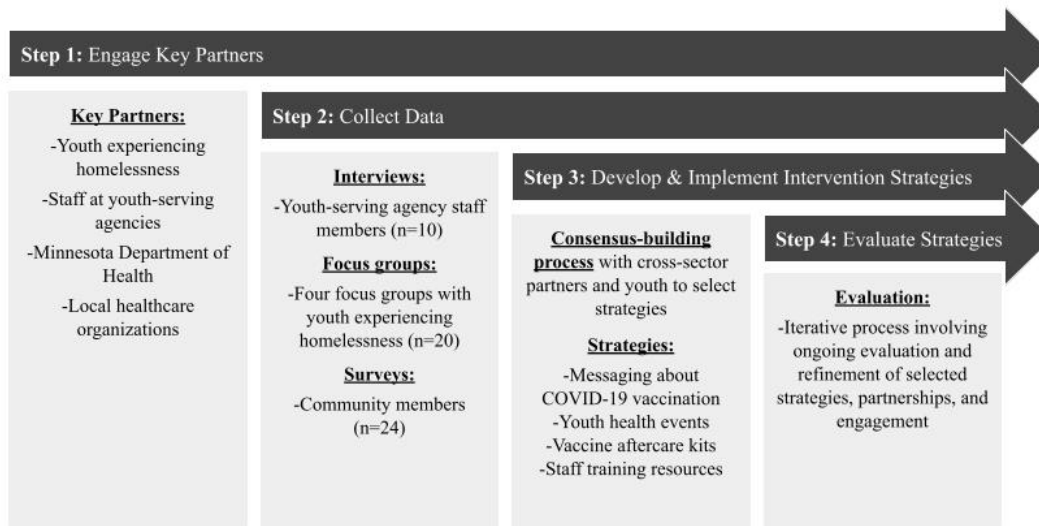 Step 1: Engage Key Partners
Key Partners:
-Youth experiencing
homelessness
-Staff at youth-serving
agencies
-Minnesota Department of
Health
-Local healthcare
organizations
Step 2: Collect Data
Interviews:
-Youth-serving agency staff
members (n=10)
Focus groups:
-Four focus groups with
youth experiencing
homelessness (n=20)
Surveys:
-Community members
(n=24)
Step 3: Develop & Implement Intervention Strategies
Consensus-building
process with cross-sector
partners and youth to select
strategies
Strategies:
-Messaging about
COVID-19 vaccination
-Youth health events
-Vaccine aftercare kits
-Staff training resources
Step 4: Evaluate Strategies
Evaluation:
-Iterative process involving
ongoing evaluation and
refinement of selected
strategies, partnerships, and
engagement